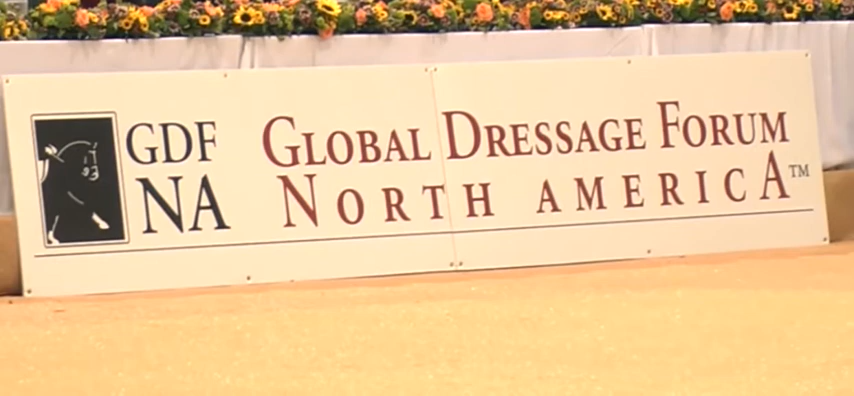 GDF
NA
GLOBAL DRESSAGE FORUM
NORTH AMERICA™